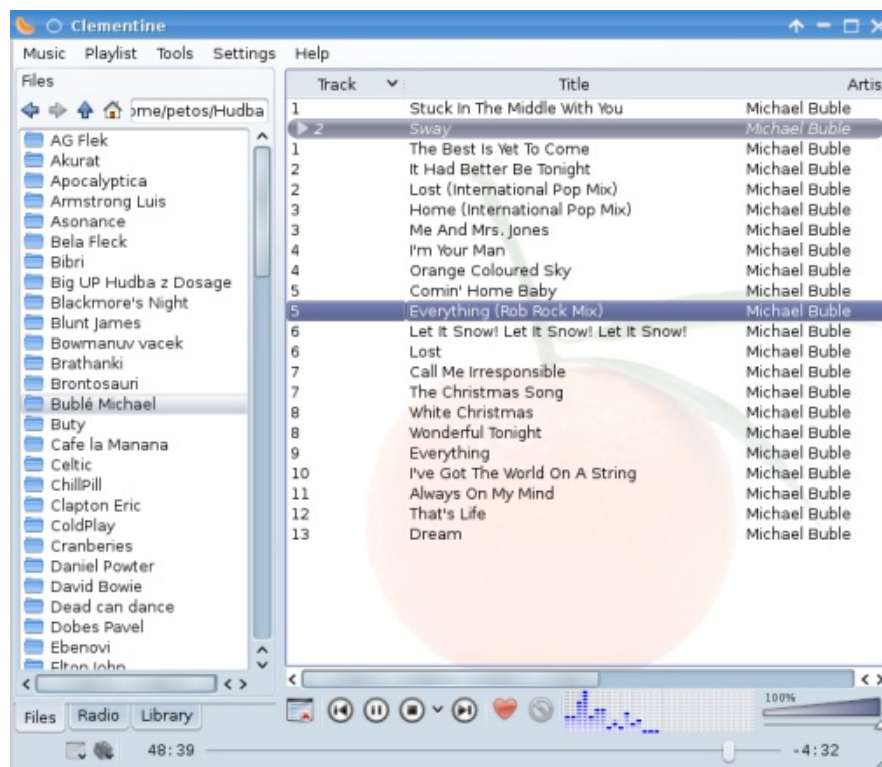 Clementine
Music Playlist Tools Settings Help
Files
ome/petos/Hudba
AG Flek
Akurat
Apocalyptica
Armstrong Luis
Asonance
Bela Fleck
Bibri
Big UP Hudba z Dosage
Blackmore's Night
Blunt James
Bowmanuv vacek
Brathanki
Brontosauri
Bublé Michael
Buty
Cafe la Manana
Celtic
ChillPill
Clapton Eric
ColdPlay
Cranberies
Daniel Powter
David Bowie
Dead can dance
Dobes Pavel
Ebenovi
Elton John
Files Radio Library
Track Title Artis
1 Stuck In The Middle With You Michael Buble
2 Sway Michael Buble
1 The Best Is Yet To Come Michael Buble
2 It Had Better Be Tonight Michael Buble
2 Lost (International Pop Mix) Michael Buble
3 Home (International Pop Mix) Michael Buble
3 Me And Mrs. Jones Michael Buble
4 I'm Your Man Michael Buble
4 Orange Coloured Sky Michael Buble
5 Comin' Home Baby Michael Buble
5 Everything (Rob Rock Mix) Michael Buble
6 Let It Snow! Let It Snow! Let It Snow! Michael Buble
6 Lost Michael Buble
7 Call Me Irresponsible Michael Buble
7 The Christmas Song Michael Buble
8 White Christmas Michael Buble
8 Wonderful Tonight Michael Buble
9 Everything Michael Buble
10 I've Got The World On A String Michael Buble
11 Always On My Mind Michael Buble
12 That's Life Michael Buble
13 Dream Michael Buble
100%
48:39 -4:32